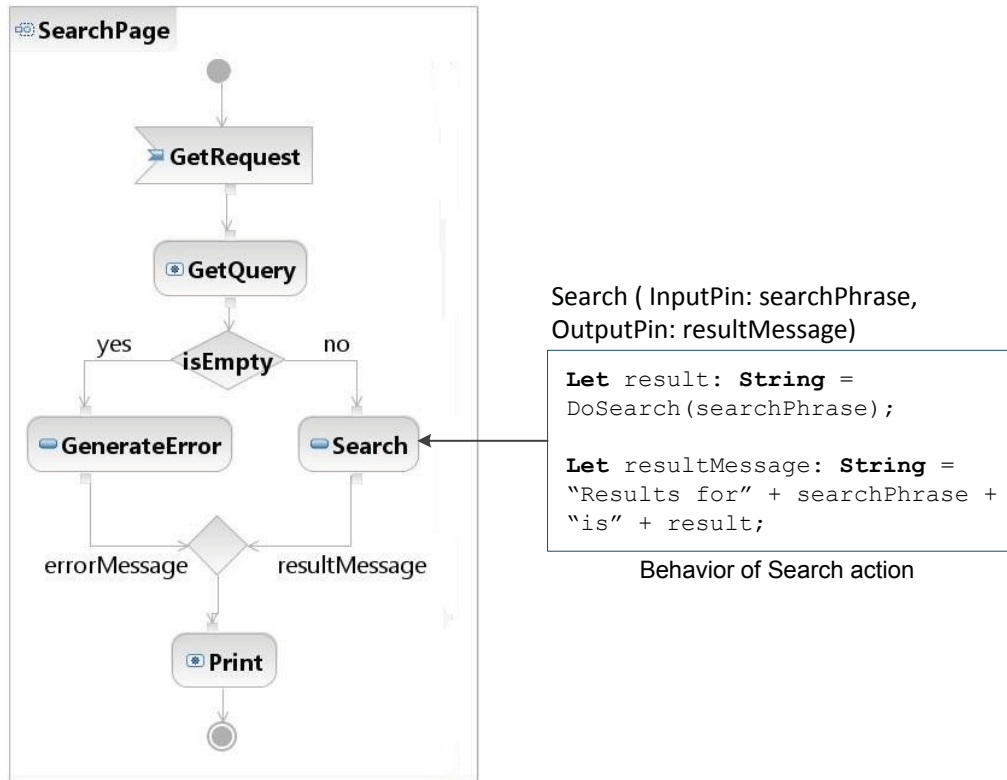 SearchPage
GetRequest
GetQuery
yes
no
isEmpty
GenerateError
Search
errorMessage
resultMessage
Print
Search ( InputPin: searchPhrase,
OutputPin: resultMessage)
Let result: String =
DoSearch(searchPhrase);
Let resultMessage: String =
“Results for” + searchPhrase +
“is” + result;
Behavior of Search action